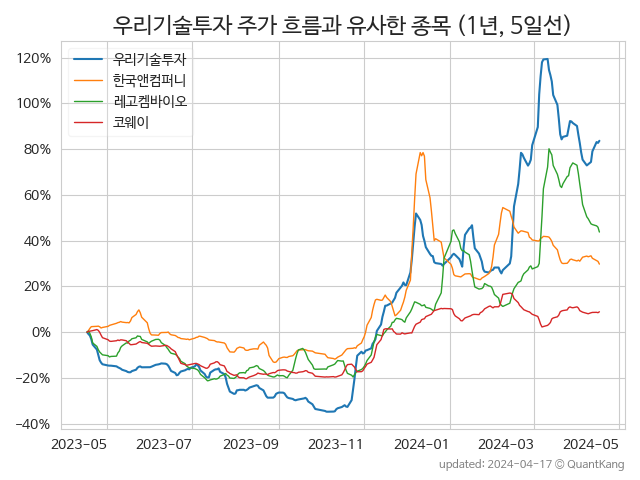 우리기술투자 주가 흐름과 유사한 종목 (1년, 5일선)
우리기술투자
한국앤컴퍼니
레고켐바이오
코웨이
120%
100%
80%
60%
40%
20%
0%
−20%
−40%
2023-05 2023-07 2023-09 2023-11 2024-01 2024-03 2024-05
updated: 2024-04-17 © QuantKang